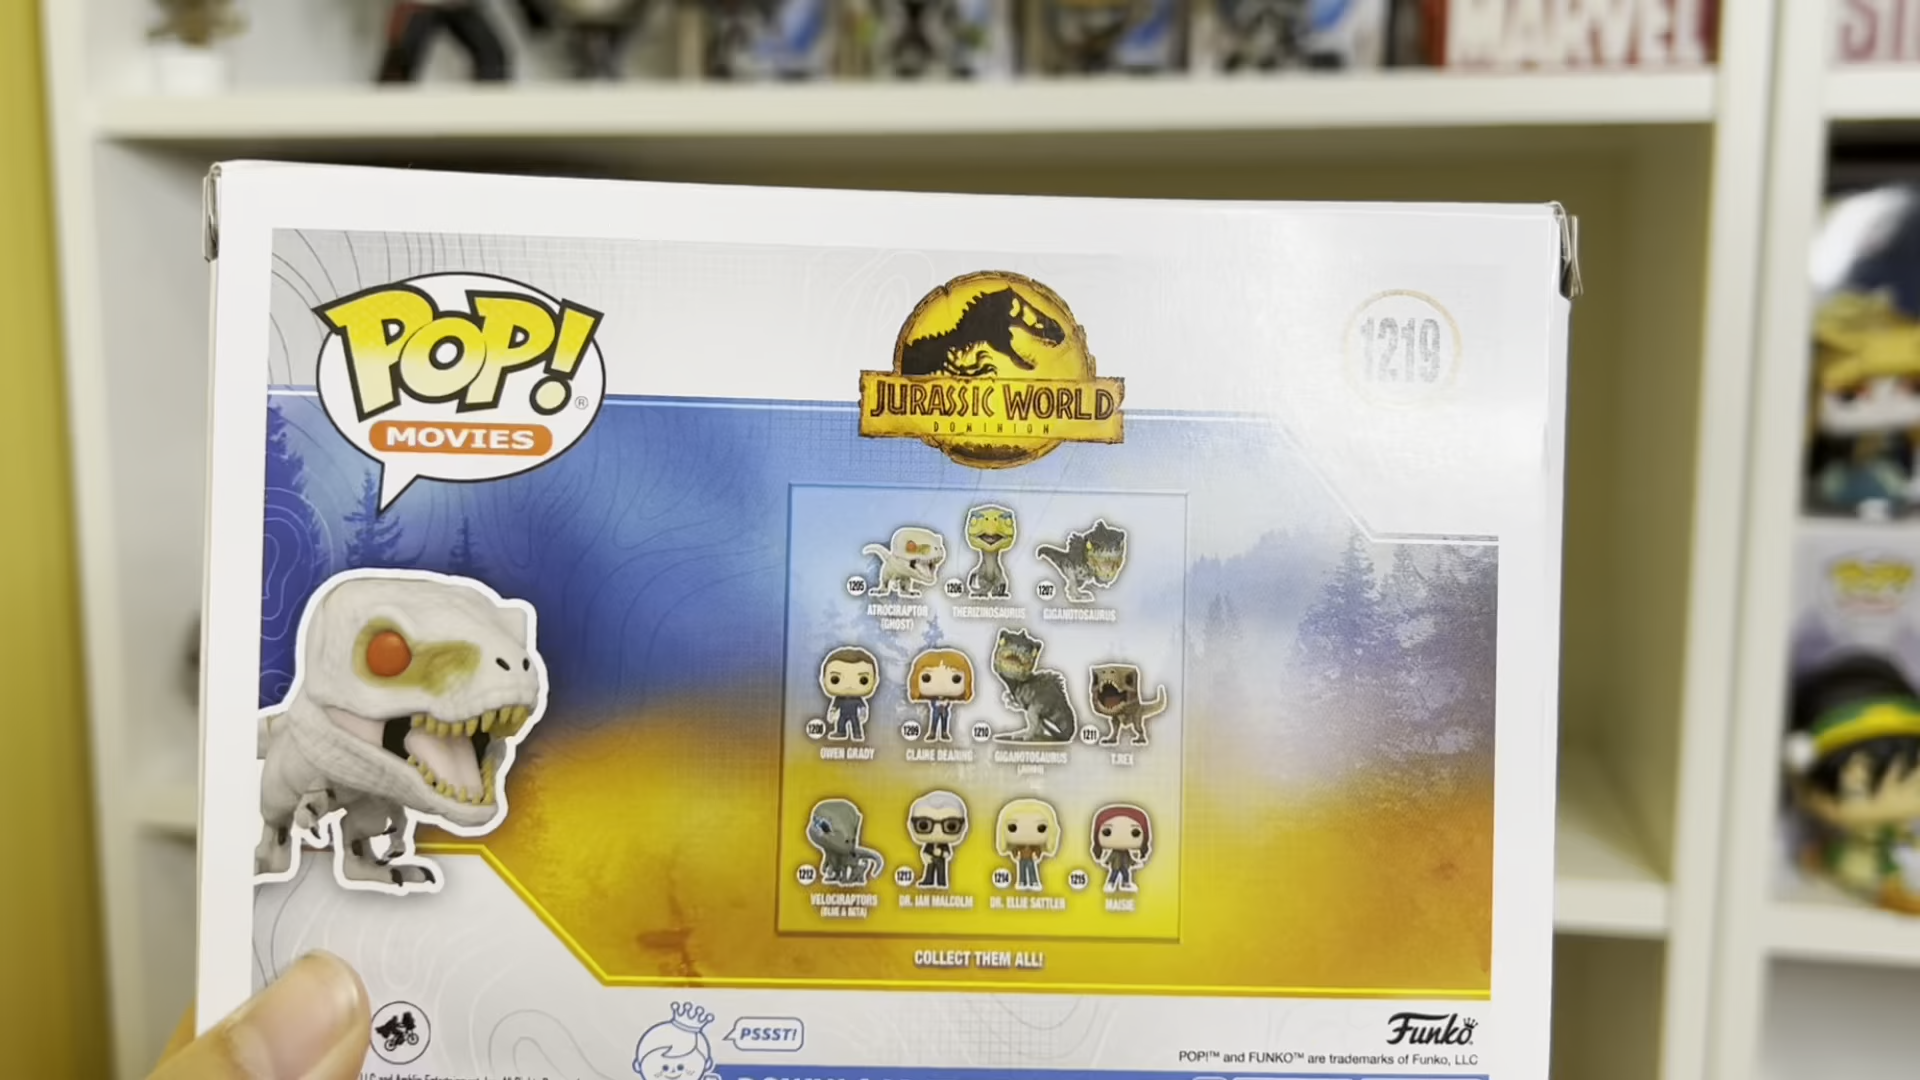 MARVEL
POP!®
MOVIES
JURASSIC WORLD
DOMINION
1219
1205
1206
1207
ATROCIRAPTOR
(GHOST)
THERIZINOSAURUS
GIGANOTOSAURUS
1208
1209
1210
1211
OWEN GRADY
CLAIRE DEARING
GIGANOTOSAURUS
T.REX
1212
1213
1214
1215
VELOCIRAPTORS
(BLUE & BETA)
DR. IAN MALCOLM
DR. ELLIE SATTLER
MAISIE
COLLECT THEM ALL!
PSSST!
Funko
POP!™ and FUNKO™ are trademarks of Funko, LLC